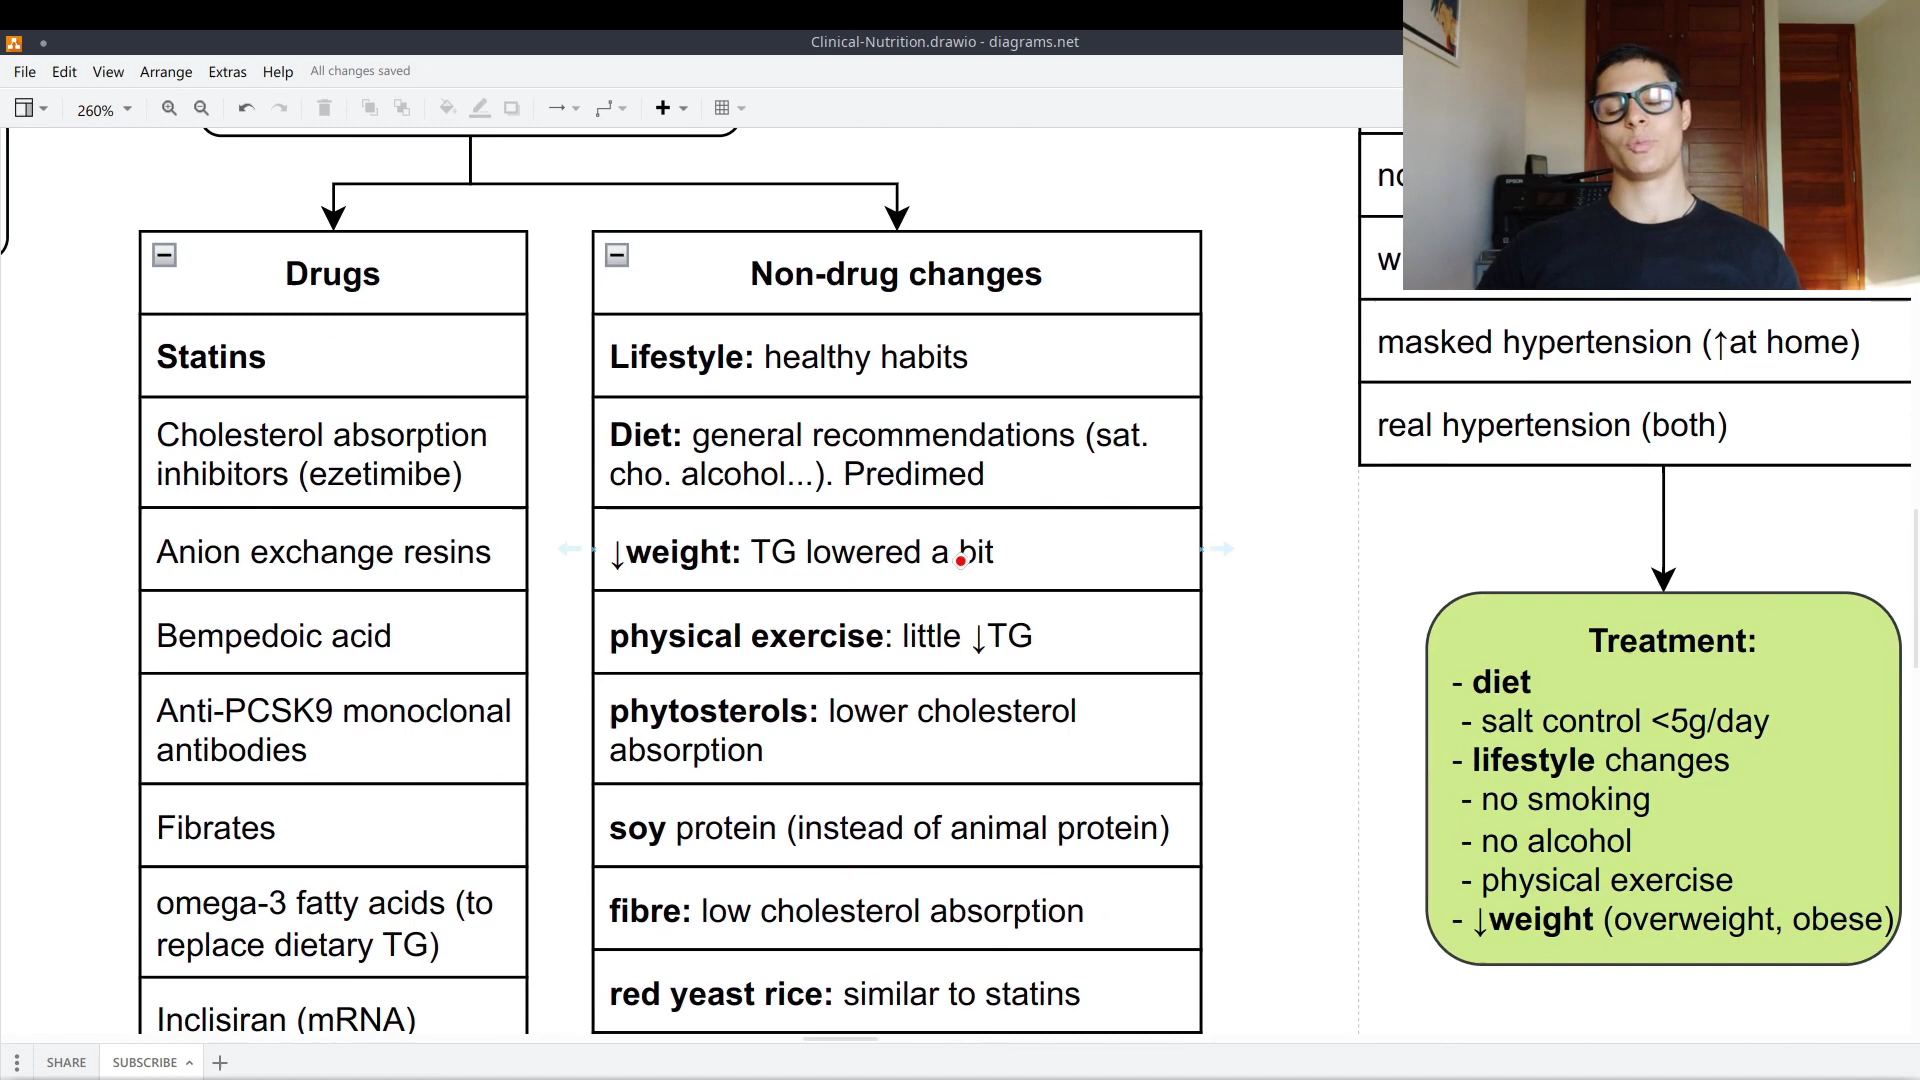 Clinical-Nutrition.drawio - diagrams.net
File Edit View Arrange Extras Help All changes saved
260%
Drugs
Statins
Cholesterol absorption
inhibitors (ezetimibe)
Anion exchange resins
Bempedoic acid
Anti-PCSK9 monoclonal
antibodies
Fibrates
omega-3 fatty acids (to
replace dietary TG)
Inclisiran (mRNA)
Non-drug changes
Lifestyle: healthy habits
Diet: general recommendations (sat.
cho. alcohol...). Predimed
↓weight: TG lowered a bit
physical exercise: little ↓TG
phytosterols: lower cholesterol
absorption
soy protein (instead of animal protein)
fibre: low cholesterol absorption
red yeast rice: similar to statins
EPSON
masked hypertension (↑at home)
real hypertension (both)
Treatment:
- diet
- salt control <5g/day
- lifestyle changes
- no smoking
- no alcohol
- physical exercise
- ↓weight (overweight, obese)
SHARE SUBSCRIBE